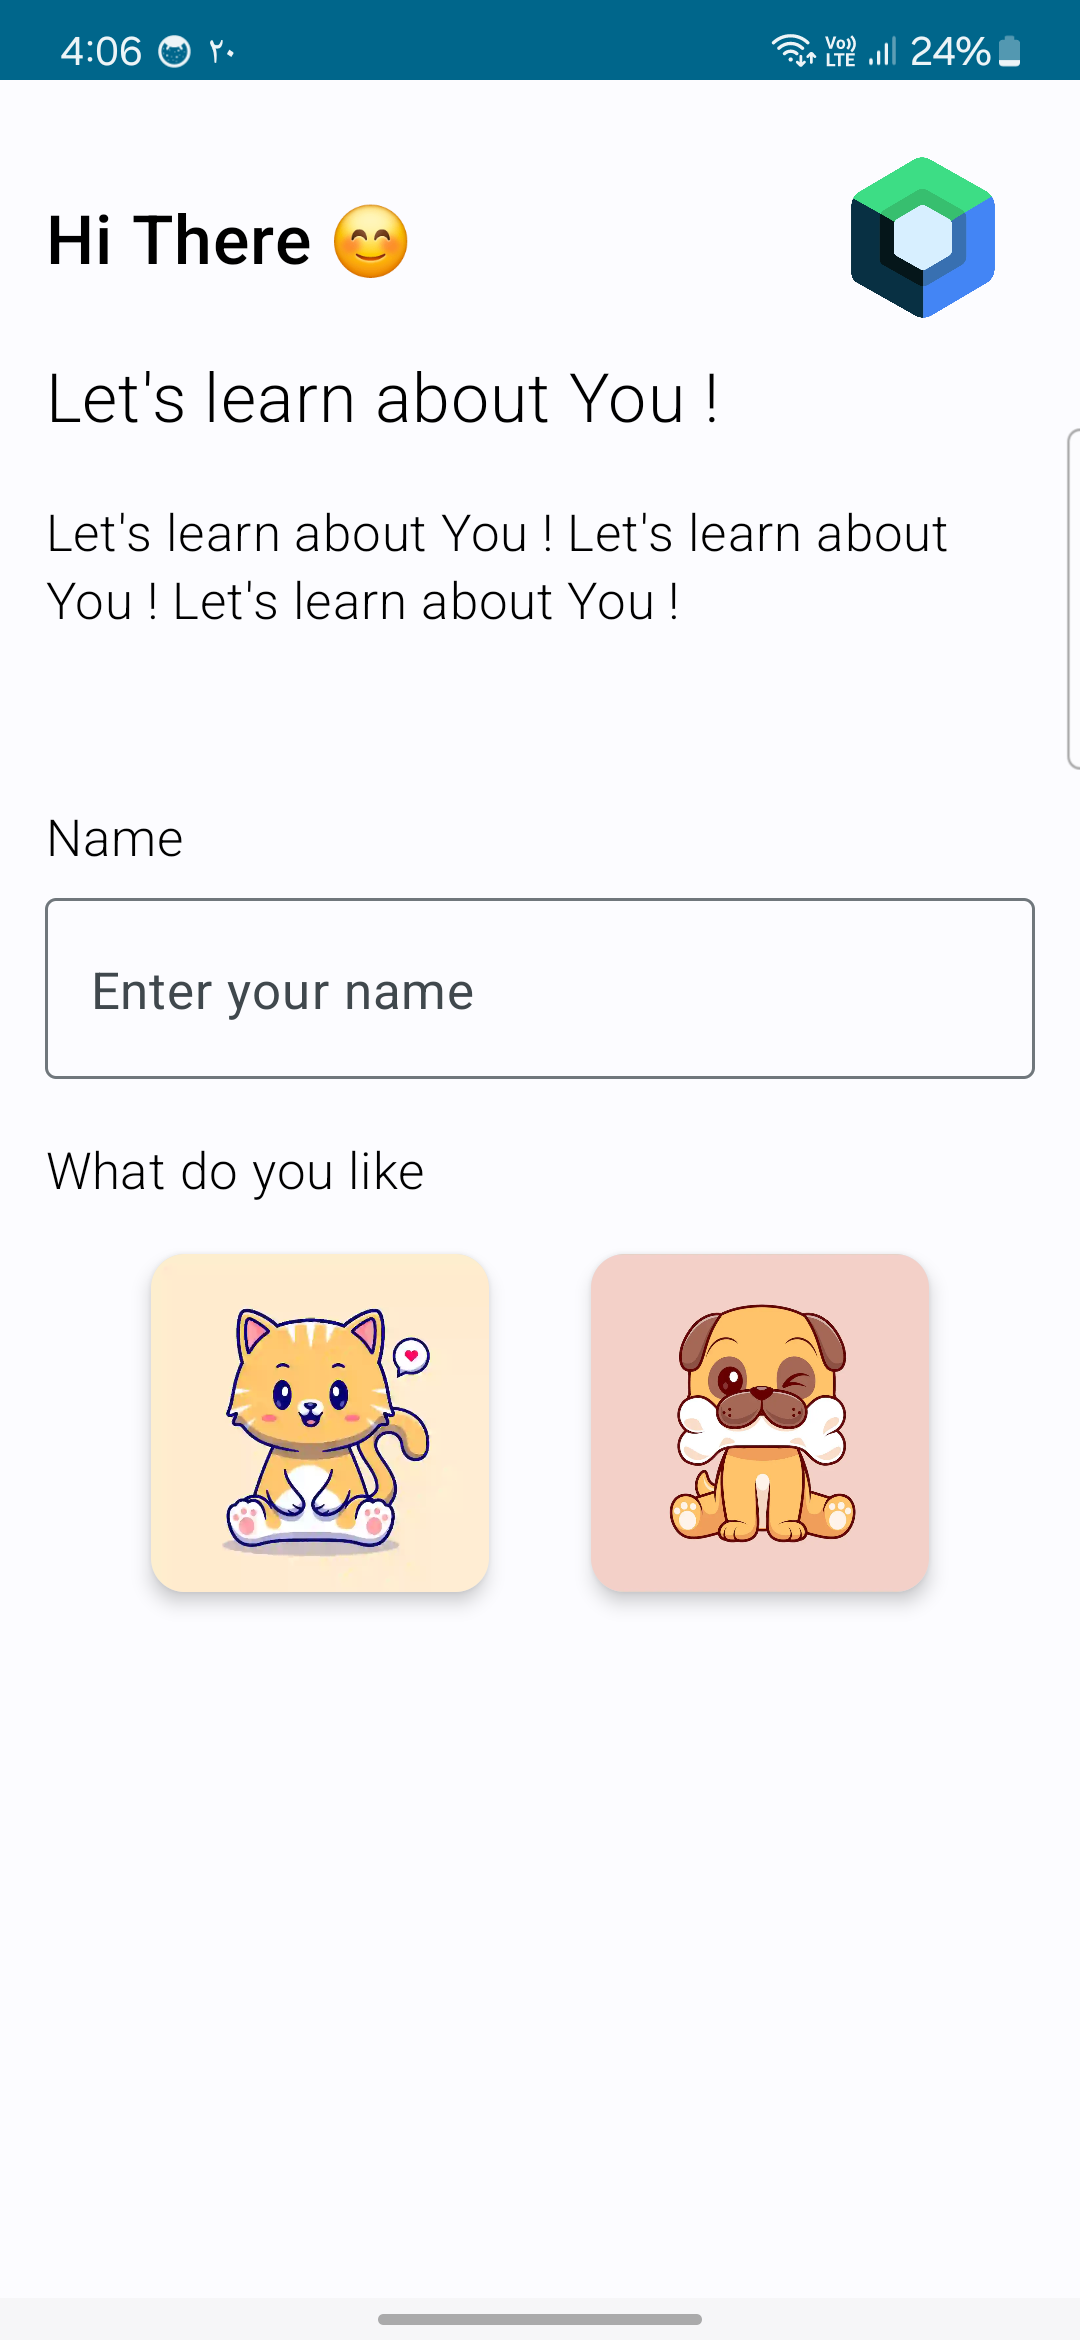 4:06 ٢٠ Vo)) LTE 24%
Hi There 😊
Let's learn about You !
Let's learn about You ! Let's learn about
You ! Let's learn about You !
Name
Enter your name
What do you like